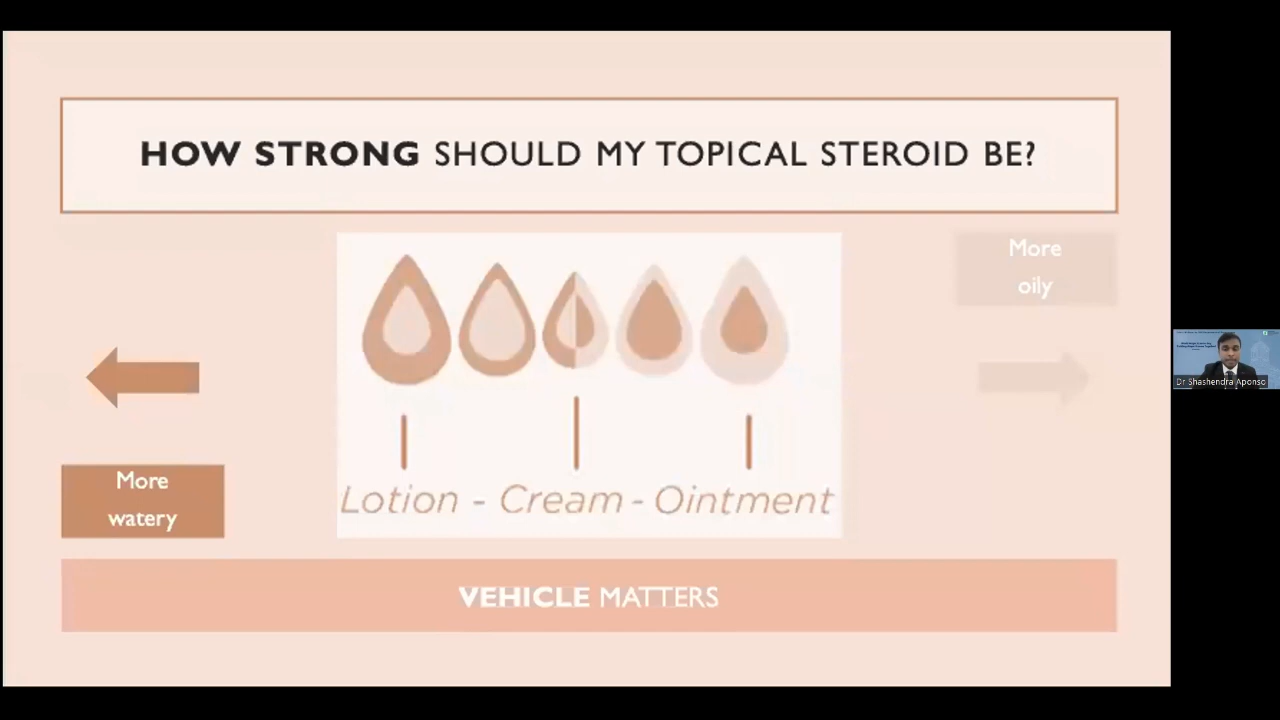 HOW STRONG SHOULD MY TOPICAL STEROID BE?
More
oily
More
watery
Lotion - Cream - Ointment
VEHICLE MATTERS
Dr Shashendra Aponso